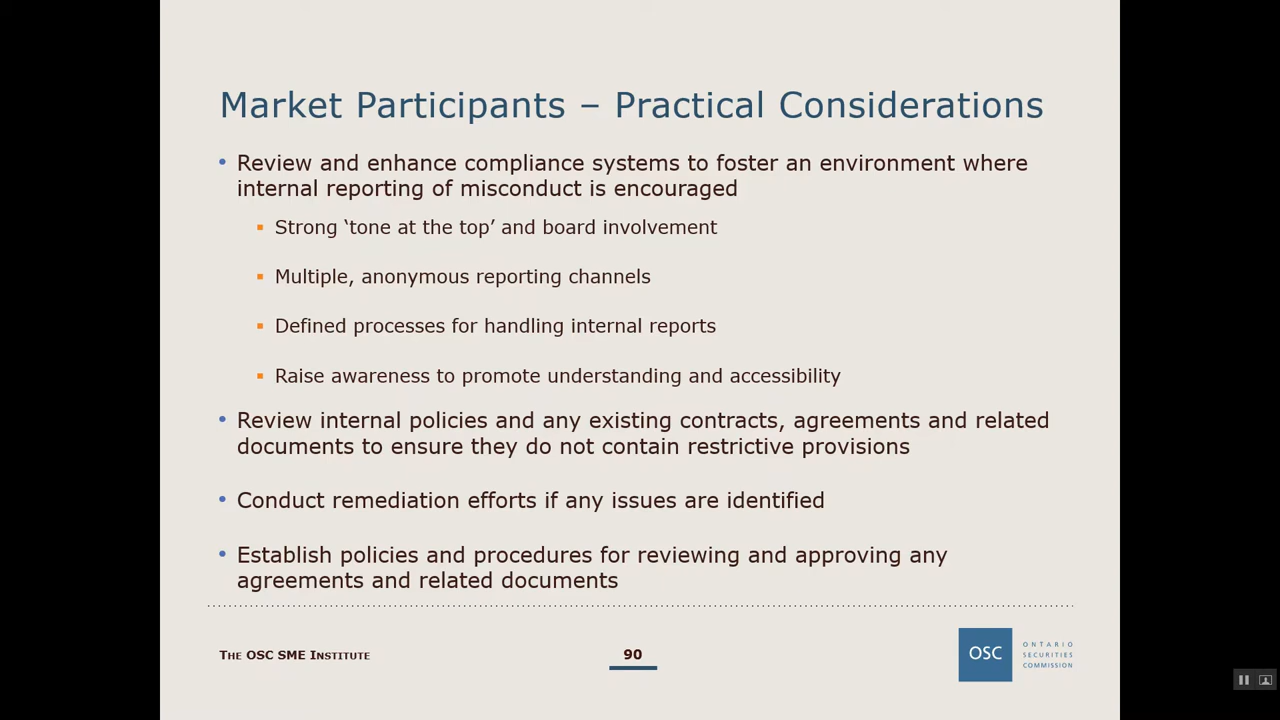 Market Participants – Practical Considerations
• Review and enhance compliance systems to foster an environment where
internal reporting of misconduct is encouraged
▪ Strong ‘tone at the top’ and board involvement
▪ Multiple, anonymous reporting channels
▪ Defined processes for handling internal reports
▪ Raise awareness to promote understanding and accessibility
• Review internal policies and any existing contracts, agreements and related
documents to ensure they do not contain restrictive provisions
• Conduct remediation efforts if any issues are identified
• Establish policies and procedures for reviewing and approving any
agreements and related documents
THE OSC SME INSTITUTE
90
OSC
ONTARIO
SECURITIES
COMMISSION